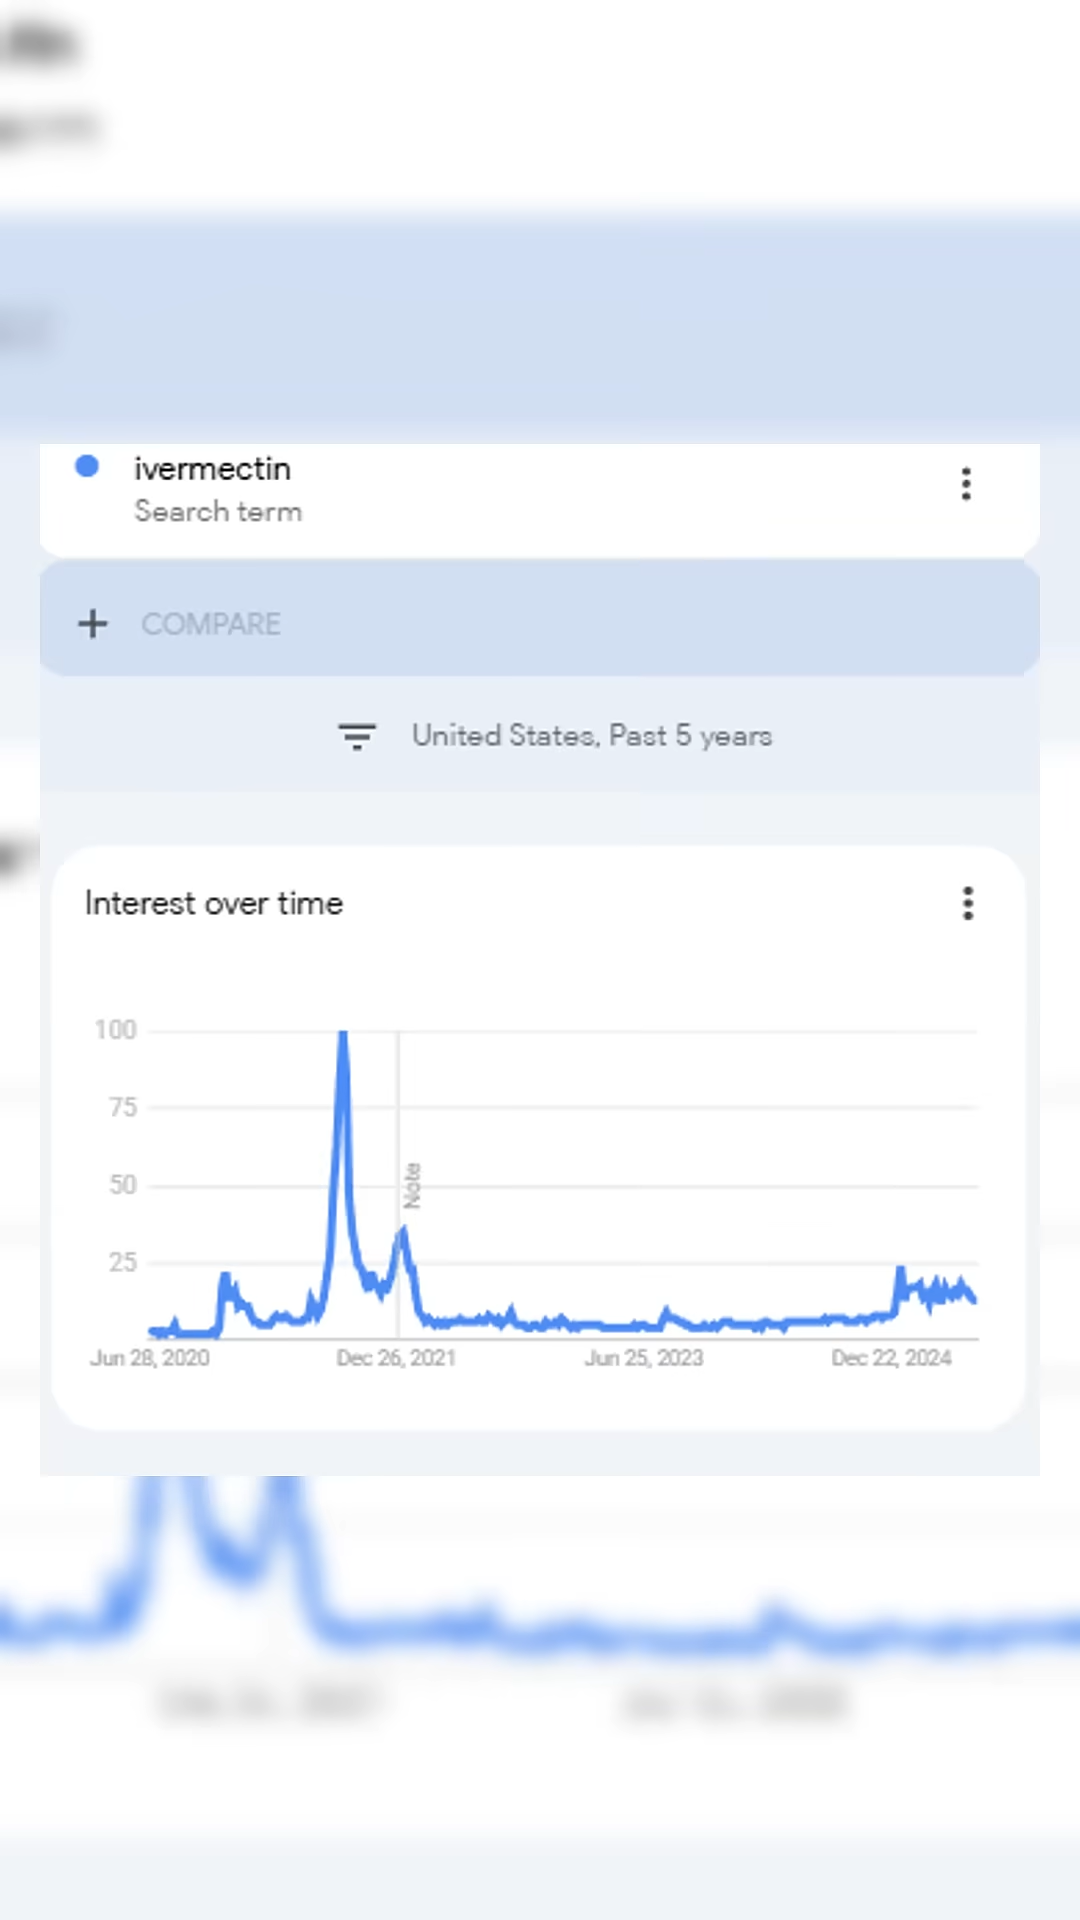 ivermectin
Search term
COMPARE
United States, Past 5 years
Interest over time
100
75
50
25
Note
Jun 28, 2020 Dec 26, 2021 Jun 25, 2023 Dec 22, 2024